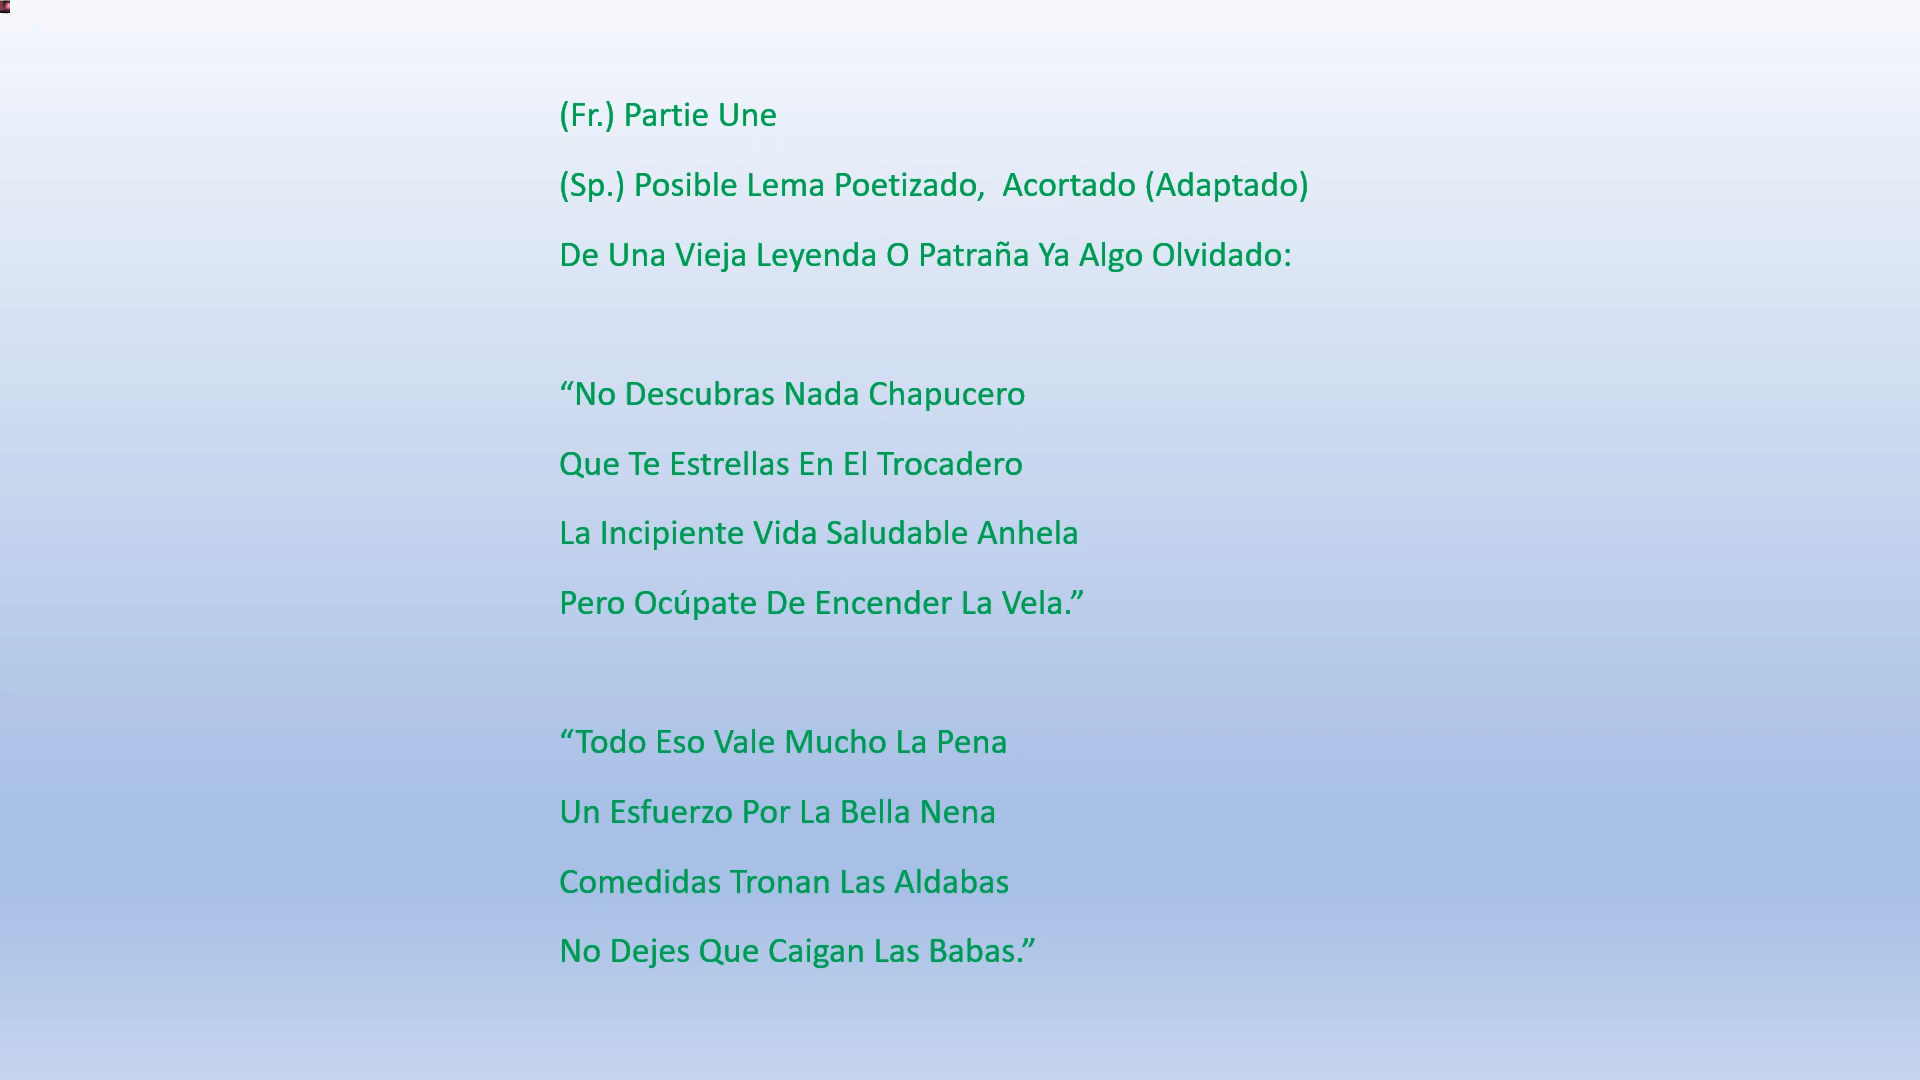 (Fr.) Partie Une
(Sp.) Posible Lema Poetizado,  Acortado (Adaptado)
De Una Vieja Leyenda O Patraña Ya Algo Olvidado:
“No Descubras Nada Chapucero
Que Te Estrellas En El Trocadero
La Incipiente Vida Saludable Anhela
Pero Ocúpate De Encender La Vela.”
“Todo Eso Vale Mucho La Pena
Un Esfuerzo Por La Bella Nena
Comedidas Tronan Las Aldabas
No Dejes Que Caigan Las Babas.”